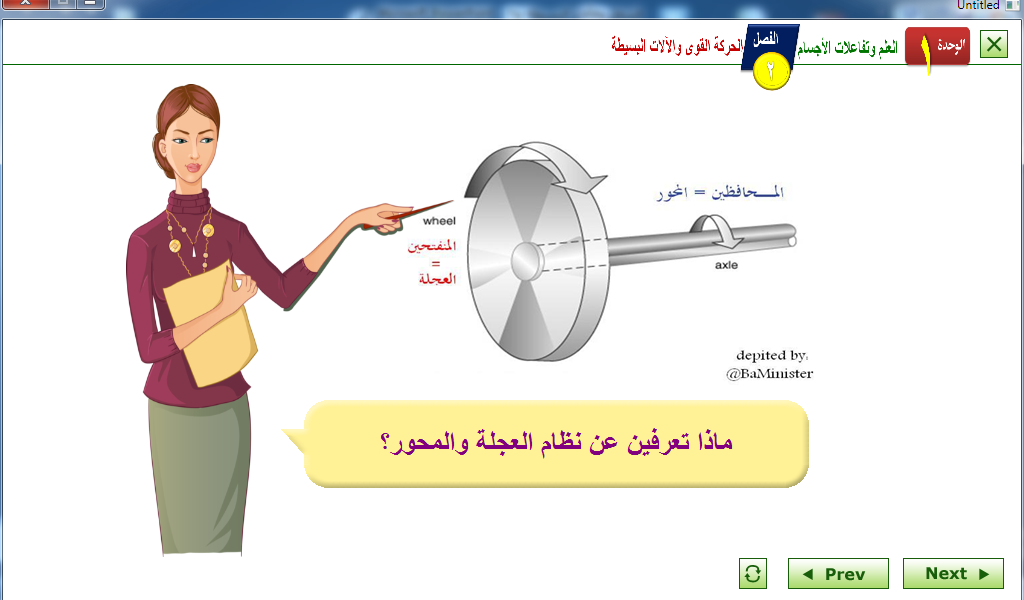 Untitled
الوحدة ١
العلم وتفاعلات الأجسام
الفصل ٢
الحركة القوى والآلات البسيطة
المـــحافظين = المحور
wheel
المنفتحين
=
العجلة
axle
depited by:
@BaMinister
ماذا تعرفين عن نظام العجلة والمحور؟
Prev
Next